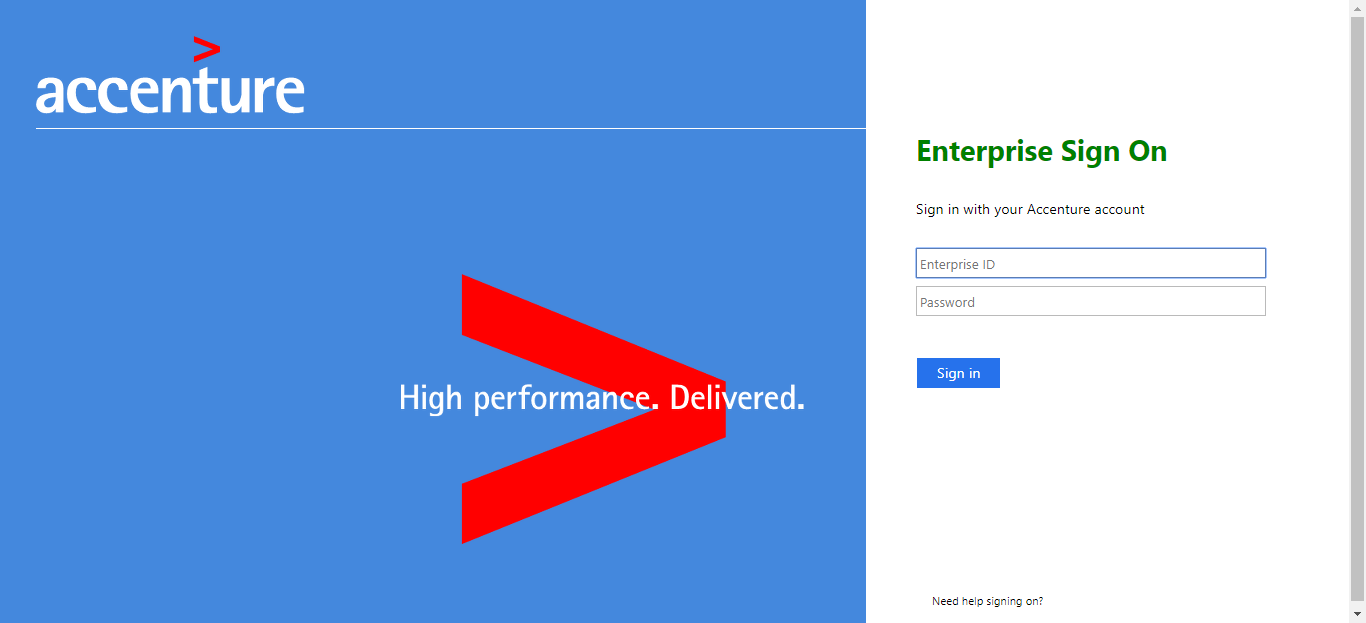 >
accenture
High performance. Delivered.
Enterprise Sign On
Sign in with your Accenture account
Enterprise ID
Password
Sign in
Need help signing on?